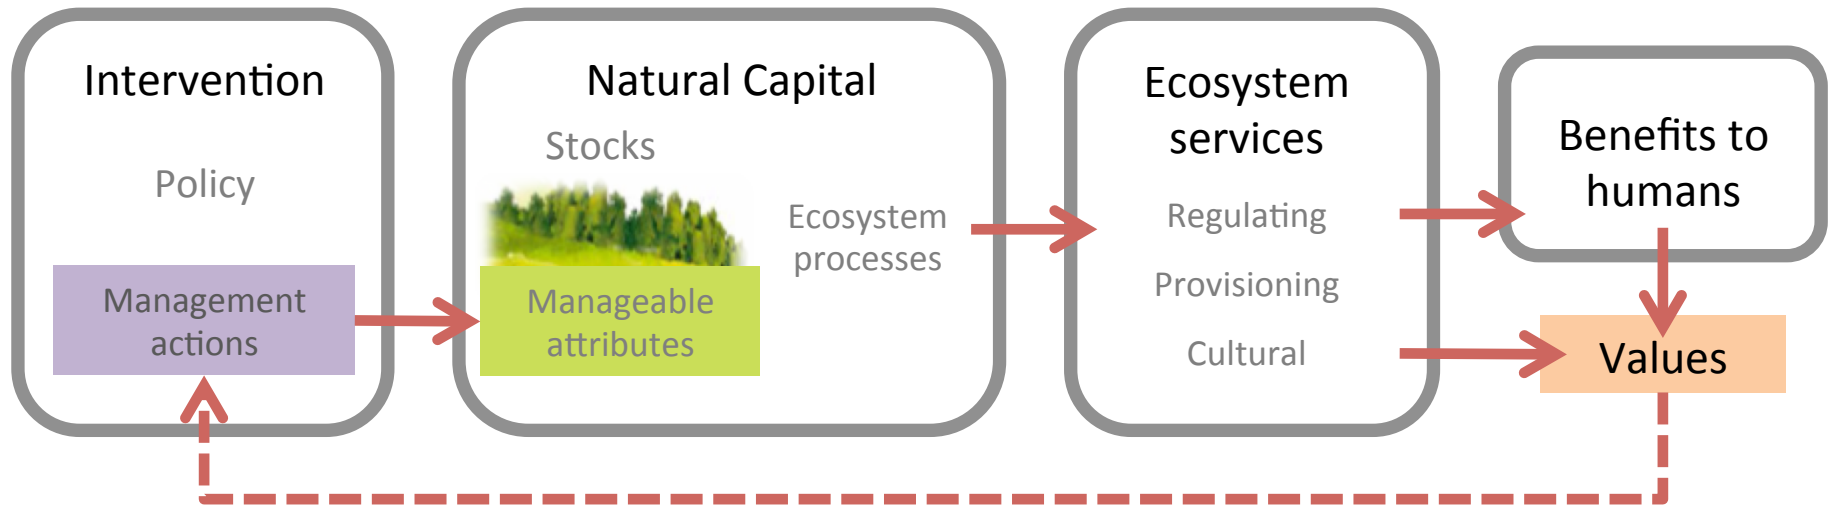 Intervention
Policy
Management
actions
Natural Capital
Stocks
Manageable
attributes
Ecosystem
processes
Ecosystem
services
Regulating
Provisioning
Cultural
Benefits to
humans
Values